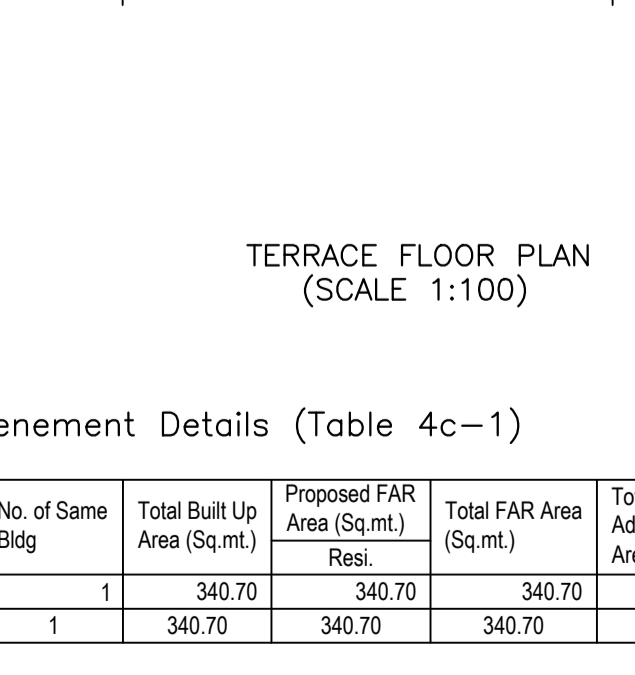 TERRACE FLOOR PLAN
(SCALE 1:100)
enement Details (Table 4c-1)
No. of Same Bldg Total Built Up Area (Sq.mt.) Proposed FAR Area (Sq.mt.) Total FAR Area (Sq.mt.)
Resi.
1 340.70 340.70 340.70
1 340.70 340.70 340.70